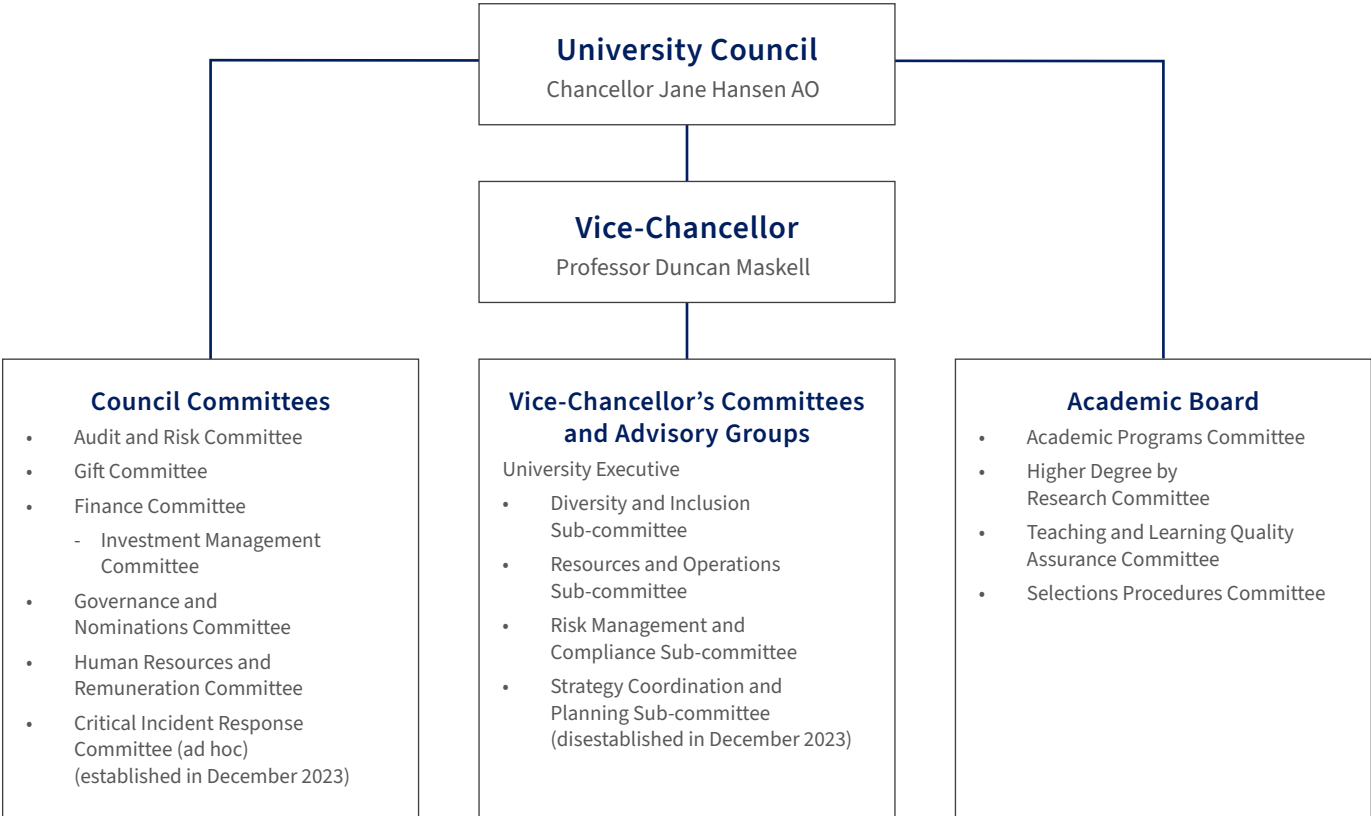 University Council
Chancellor Jane Hansen AO
Vice-Chancellor
Professor Duncan Maskell
Council Committees
• Audit and Risk Committee
• Gift Committee
• Finance Committee
- Investment Management
Committee
• Governance and
Nominations Committee
• Human Resources and
Remuneration Committee
• Critical Incident Response
Committee (ad hoc)
(established in December 2023)
Vice-Chancellor’s Committees
and Advisory Groups
University Executive
• Diversity and Inclusion
Sub-committee
• Resources and Operations
Sub-committee
• Risk Management and
Compliance Sub-committee
• Strategy Coordination and
Planning Sub-committee
(disestablished in December 2023)
Academic Board
• Academic Programs Committee
• Higher Degree by
Research Committee
• Teaching and Learning Quality
Assurance Committee
• Selections Procedures Committee